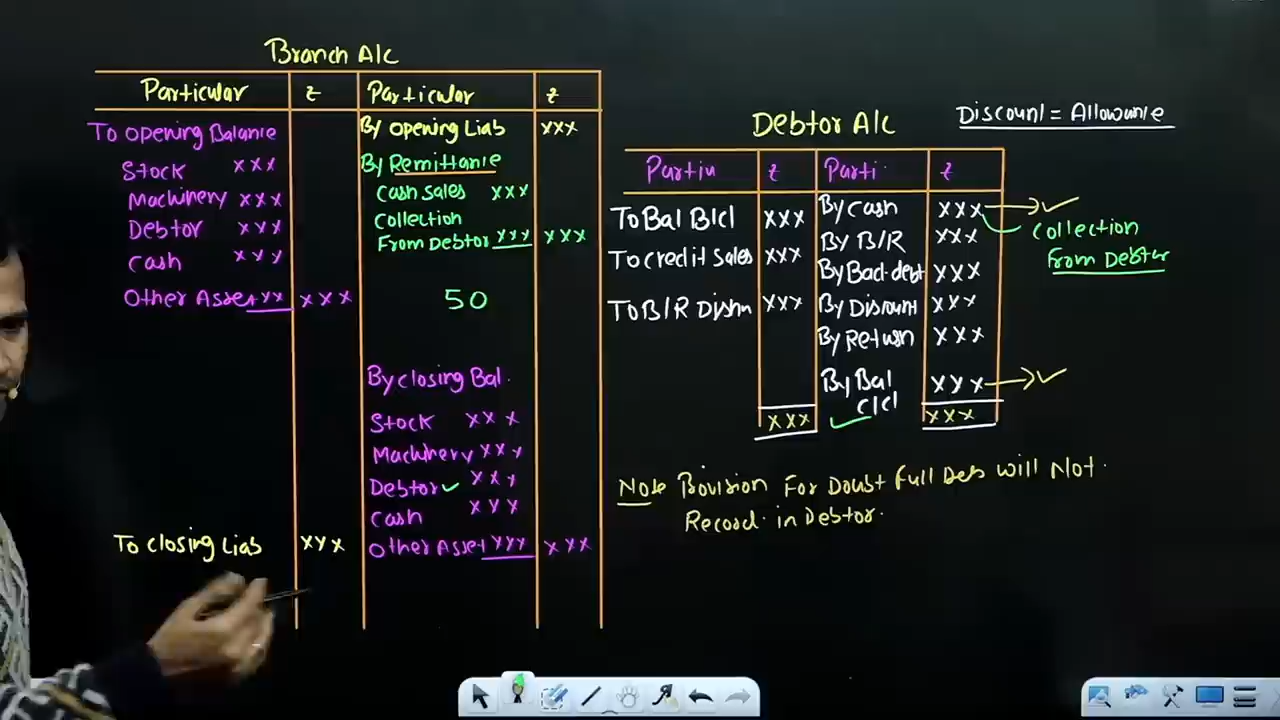 Branch A/c
Particular ₹ Particular ₹
To opening Balance
Stock xxx
Machinery xxx
Debtor xxx
Cash xxx
Other Asset xx xxx
To closing Liab xxx
By opening Liab xxx
By Remittance
Cash Sales xxx
Collection
From Debtor xxx xxx
50
By closing Bal.
Stock xxx
Machinery xxx
Debtor ✓ xxx
Cash xxx
Other Asset xxx xxx
Discount = Allowance
Debtor A/c
Particu ₹ Parti. ₹
To Bal B/d xxx
To credit Sales xxx
To B/R Dishn xxx
xxx
By Cash xxx → ✓
By B/R xxx
By Bad debt xxx
By Discount xxx
By Return xxx
By Bal xxx → ✓
c/d
✓ xxx
Collection
From Debtor
Note Provision For Doubt full Deb will Not.
Record in Debtor.